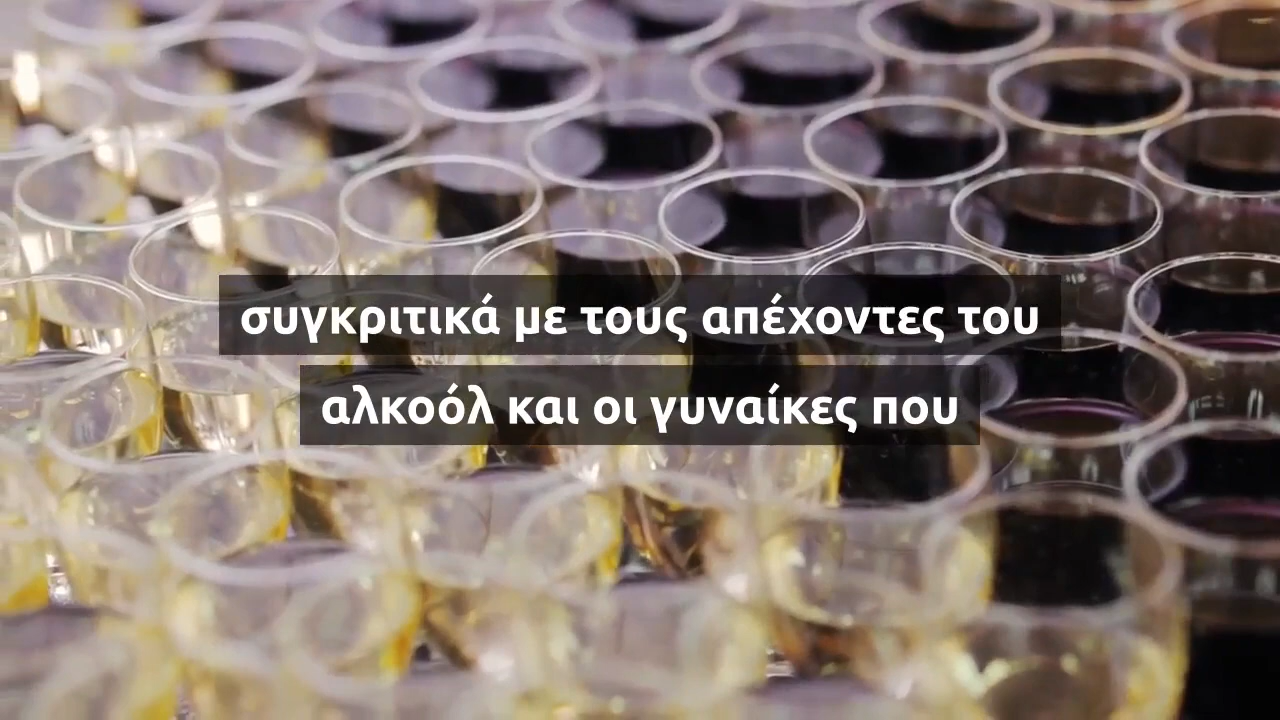 συγκριτικά με τους απέχοντες του
αλκοόλ και οι γυναίκες που